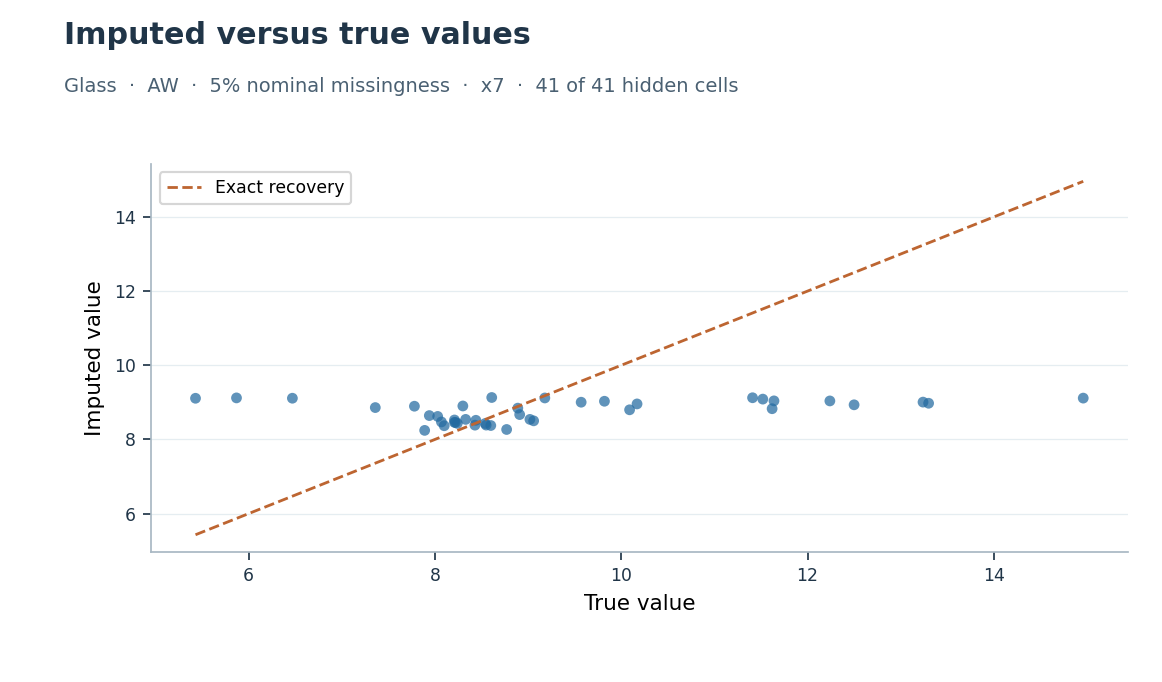 Imputed versus true values
Glass · AW · 5% nominal missingness · x7 · 41 of 41 hidden cells
Exact recovery
14
12
10
8
6
Imputed value
6 8 10 12 14
True value